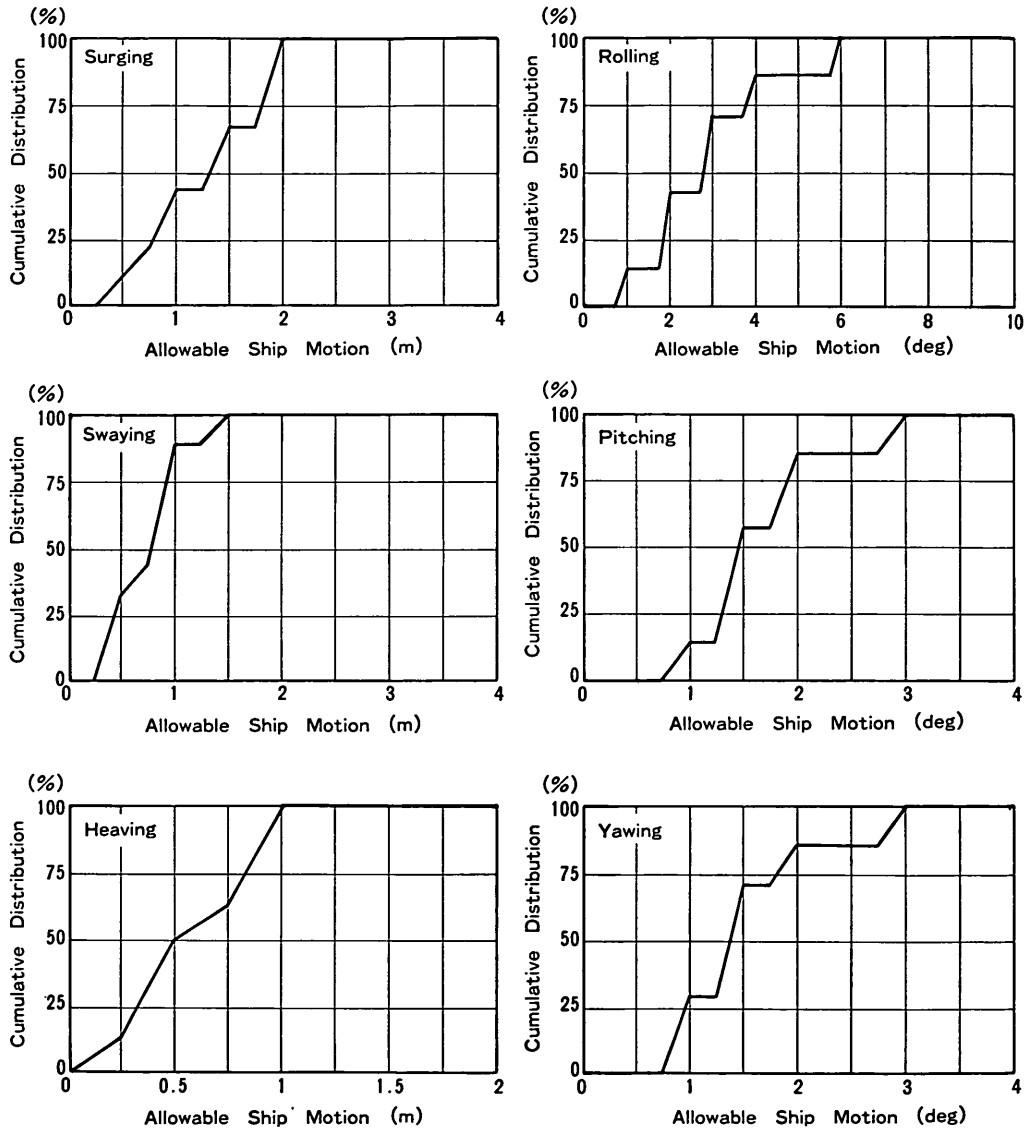 (%)
100
75
50
25
0
Cumulative Distribution
Surging
0 1 2 3 4
Allowable Ship Motion (m)
(%)
100
75
50
25
0
Cumulative Distribution
Rolling
0 2 4 6 8 10
Allowable Ship Motion (deg)
(%)
100
75
50
25
0
Cumulative Distribution
Swaying
0 1 2 3 4
Allowable Ship Motion (m)
(%)
100
75
50
25
0
Cumulative Distribution
Pitching
0 1 2 3 4
Allowable Ship Motion (deg)
(%)
100
75
50
25
0
Cumulative Distribution
Heaving
0 0.5 1 1.5 2
Allowable Ship Motion (m)
(%)
100
75
50
25
0
Cumulative Distribution
Yawing
0 1 2 3 4
Allowable Ship Motion (deg)